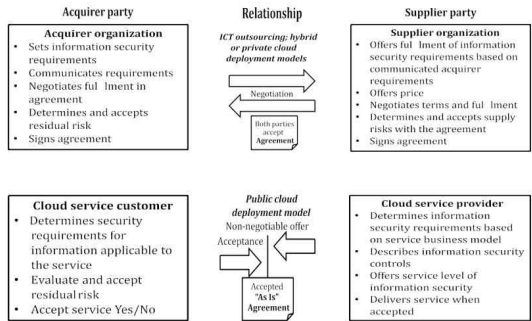 Acquirer party
Relationship
Supplier party
Acquirer organization
• Sets information security
requirements
• Communicates requirements
• Negotiates ful lment in
agreement
• Determines and accepts
residual risk
• Signs agreement
ICT outsourcing; hybrid
or private cloud
deployment models
Negotiation
Both parties
accept
Agreement
Supplier organization
• Offers ful lment of information
security requirements based on
communicated acquirer
requirements
• Offers price
• Negotiates terms and ful lment
• Determines and accepts supply
risks with the agreement
• Signs agreement
Cloud service customer
• Determines security
requirements for
information applicable to
the service
• Evaluate and accept
residual risk
• Accept service Yes/No
Public cloud
deployment model
Non-negotiable offer
Acceptance
Accepted
"As Is"
Agreement
Cloud service provider
• Determines information
security requirements based
on service business model
• Describes information security
controls
• Offers service level of
information security
• Delivers service when
accepted